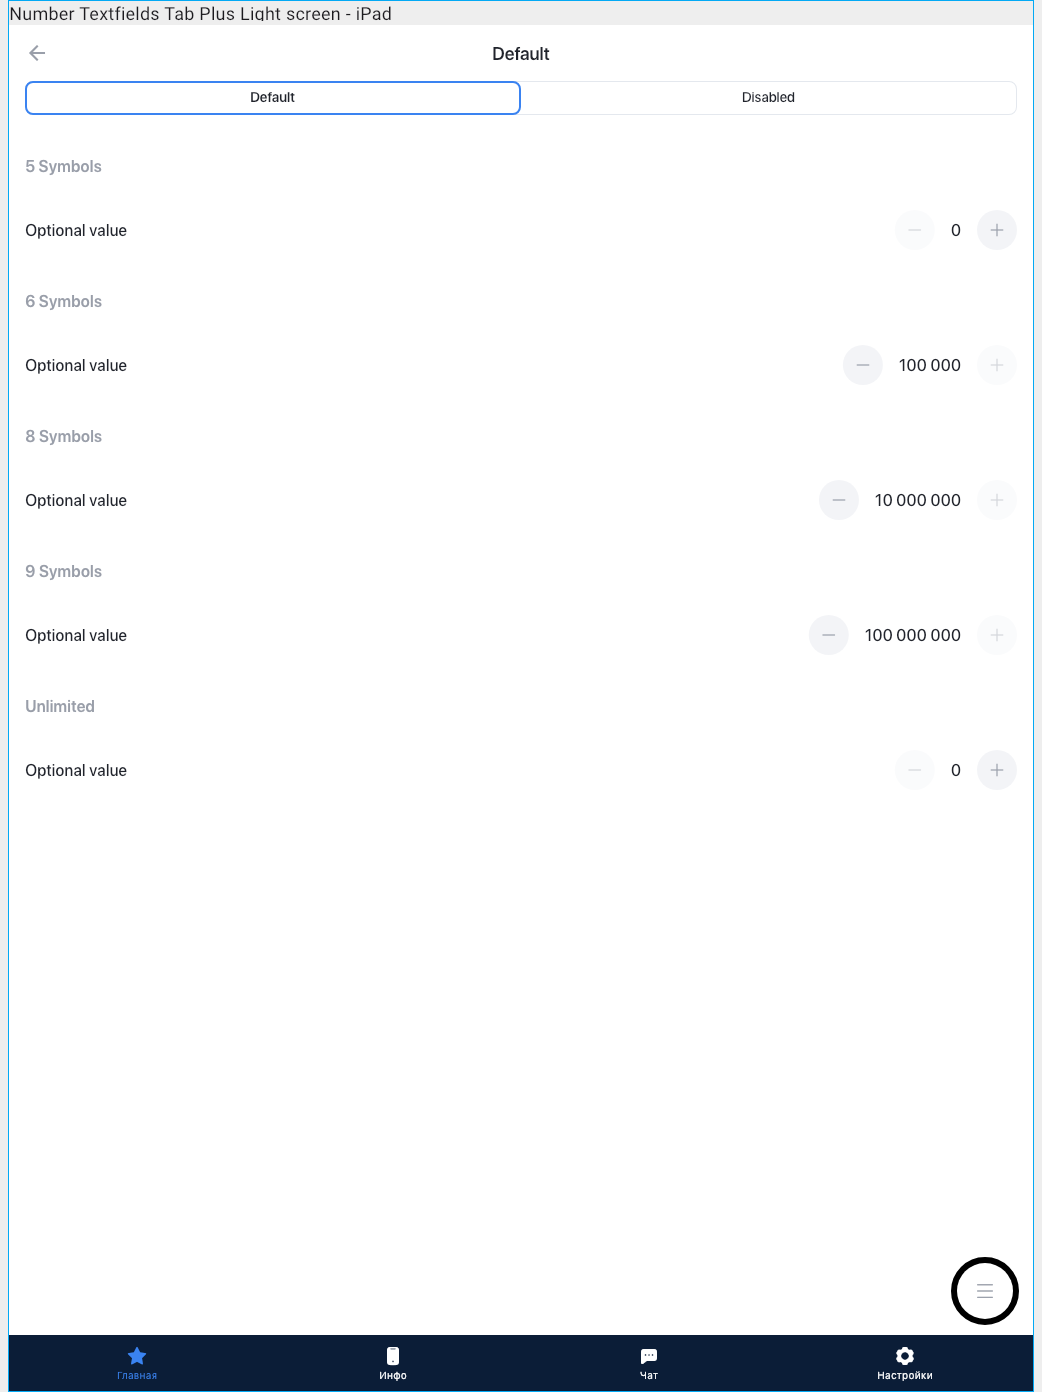 Number Textfields Tab Plus Light screen - iPad
Default
Default Disabled
5 Symbols
Optional value 0
6 Symbols
Optional value 100 000
8 Symbols
Optional value 10 000 000
9 Symbols
Optional value 100 000 000
Unlimited
Optional value 0
Главная Инфо Чат Настройки